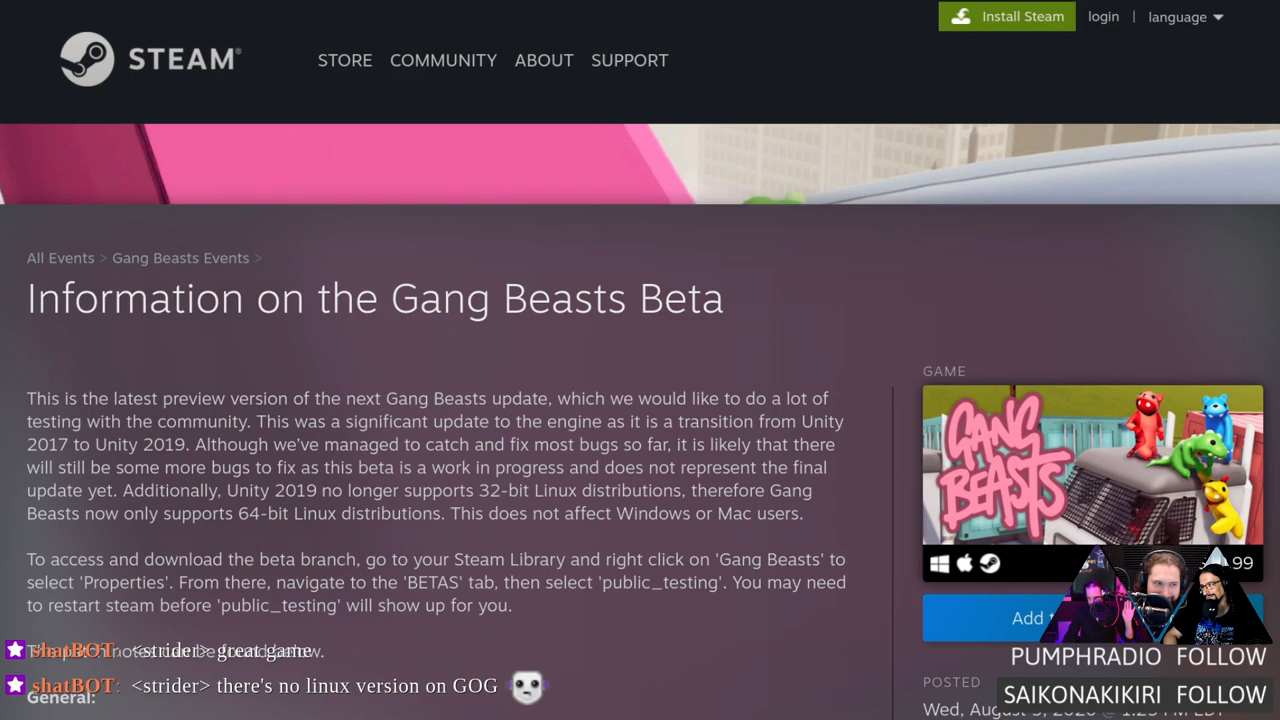 Install Steam
login | language
STEAM®
STORE COMMUNITY ABOUT SUPPORT
All Events > Gang Beasts Events >
Information on the Gang Beasts Beta
This is the latest preview version of the next Gang Beasts update, which we would like to do a lot of
testing with the community. This was a significant update to the engine as it is a transition from Unity
2017 to Unity 2019. Although we've managed to catch and fix most bugs so far, it is likely that there
will still be some more bugs to fix as this beta is a work in progress and does not represent the final
update yet. Additionally, Unity 2019 no longer supports 32-bit Linux distributions, therefore Gang
Beasts now only supports 64-bit Linux distributions. This does not affect Windows or Mac users.
To access and download the beta branch, go to your Steam Library and right click on 'Gang Beasts' to
select 'Properties'. From there, navigate to the 'BETAS' tab, then select 'public_testing'. You may need
to restart steam before 'public_testing' will show up for you.
shatBOT: <strider> great game
shatBOT: <strider> there's no linux version on GOG
General:
GAME
GANG
BEASTS
99
Add
PUMPHRADIO FOLLOW
POSTED
SAIKONAKIKIRI FOLLOW
Wed,